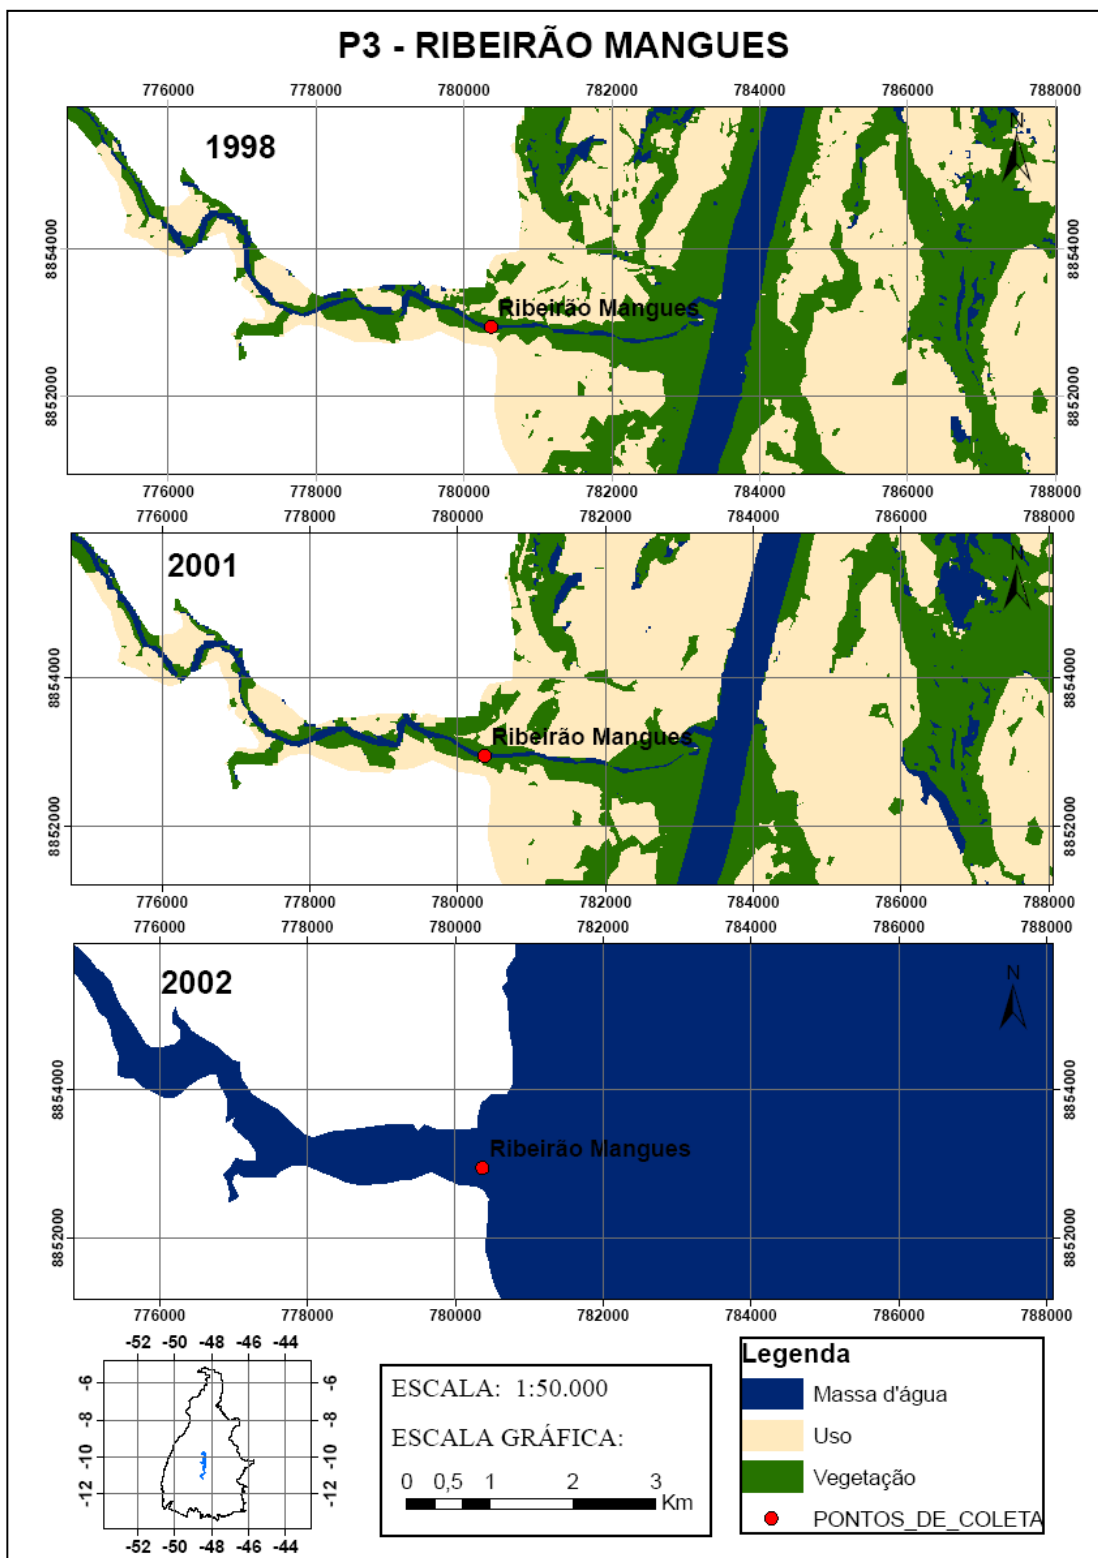 P3 - RIBEIRÃO MANGUES
776000 778000 780000 782000 784000 786000 788000
1998
N
8854000 8854000
Ribeirão Mangues
8852000 8852000
776000 778000 780000 782000 784000 786000 788000
776000 778000 780000 782000 784000 786000 788000
2001
N
8854000 8854000
Ribeirão Mangues
8852000 8852000
776000 778000 780000 782000 784000 786000 788000
776000 778000 780000 782000 784000 786000 788000
2002
N
8854000 8854000
Ribeirão Mangues
8852000 8852000
776000 778000 780000 782000 784000 786000 788000
-52 -50 -48 -46 -44
-6 -6
-8 -8
-10 -10
-12 -12
-52 -50 -48 -46 -44
ESCALA: 1:50.000
ESCALA GRÁFICA:
0 0,5 1 2 3
Km
Legenda
Massa d'água
Uso
Vegetação
PONTOS_DE_COLETA